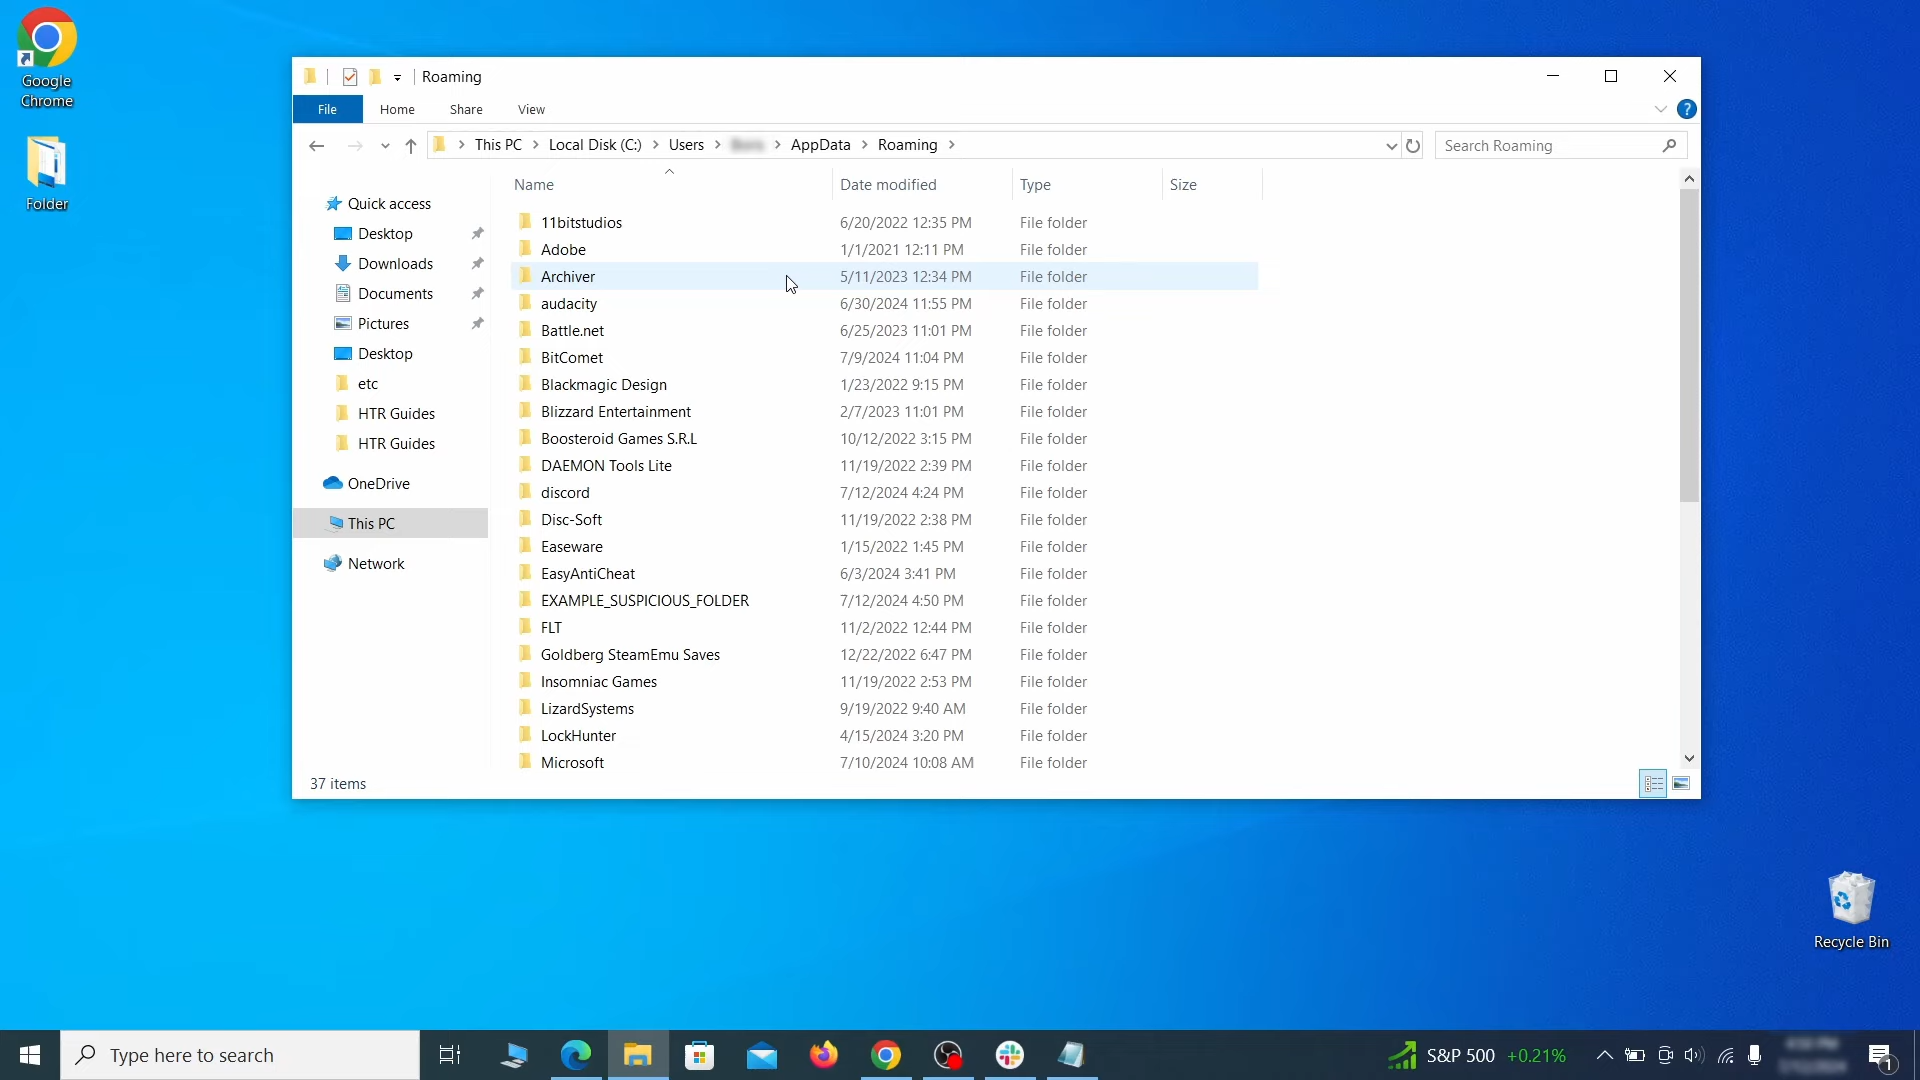 Google
Chrome
Folder
Roaming
File Home Share View
This PC Local Disk (C:) Users AppData Roaming
Search Roaming
Name Date modified Type Size
Quick access
Desktop
Downloads
Documents
Pictures
Desktop
etc
HTR Guides
HTR Guides
OneDrive
This PC
Network
11bitstudios 6/20/2022 12:35 PM File folder
Adobe 1/1/2021 12:11 PM File folder
Archiver 5/11/2023 12:34 PM File folder
audacity 6/30/2024 11:55 PM File folder
Battle.net 6/25/2023 11:01 PM File folder
BitComet 7/9/2024 11:04 PM File folder
Blackmagic Design 1/23/2022 9:15 PM File folder
Blizzard Entertainment 2/7/2023 11:01 PM File folder
Boosteroid Games S.R.L 10/12/2022 3:15 PM File folder
DAEMON Tools Lite 11/19/2022 2:39 PM File folder
discord 7/12/2024 4:24 PM File folder
Disc-Soft 11/19/2022 2:38 PM File folder
Easeware 1/15/2022 1:45 PM File folder
EasyAntiCheat 6/3/2024 3:41 PM File folder
EXAMPLE_SUSPICIOUS_FOLDER 7/12/2024 4:50 PM File folder
FLT 11/2/2022 12:44 PM File folder
Goldberg SteamEmu Saves 12/22/2022 6:47 PM File folder
Insomniac Games 11/19/2022 2:53 PM File folder
LizardSystems 9/19/2022 9:40 AM File folder
LockHunter 4/15/2024 3:20 PM File folder
Microsoft 7/10/2024 10:08 AM File folder
37 items
Recycle Bin
Type here to search
S&P 500 +0.21%
1